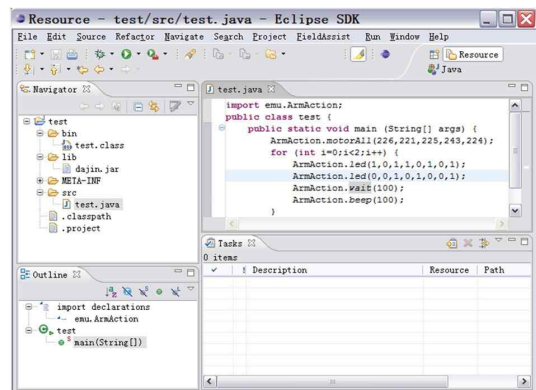 Resource - test/src/test.java - Eclipse SDK
File Edit Source Refactor Navigate Search Project FieldAssist Run Window Help
Resource
Java
Navigator
test
bin
test.class
lib
dajin.jar
META-INF
src
test.java
.classpath
.project
test.java
import emu.ArmAction;
public class test {
public static void main (String[] args) {
ArmAction.motorAll(226,221,225,243,224);
for (int i=0;i<2;i++) {
ArmAction.led(1,0,1,1,0,1,0,1);
ArmAction.led(0,0,1,0,1,0,0,1);
ArmAction.wait(100);
ArmAction.beep(100);
}
Outline
import declarations
emu.ArmAction
test
main(String[])
Tasks
0 items
! Description Resource Path